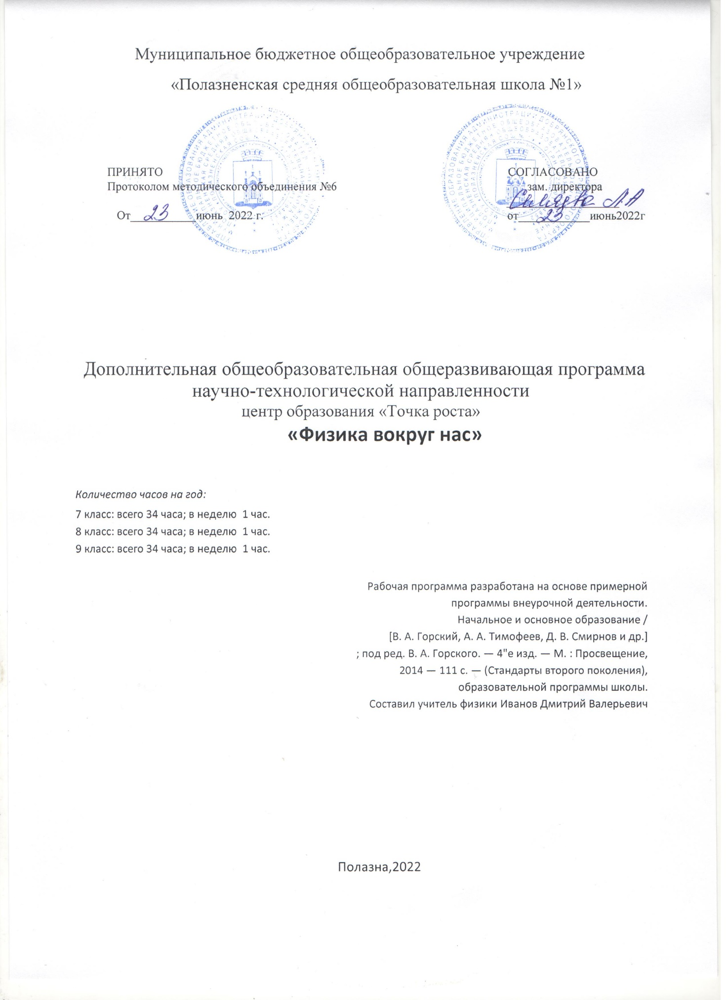 Муниципальное бюджетное общеобразовательное учреждение
«Полазненская средняя общеобразовательная школа №1»
ПРИНЯТО
Протоколом методического объединения №6
От 23 июнь 2022 г.
СОГЛАСОВАНО
зам. директора
Л.А
от 23 июнь2022г
Дополнительная общеобразовательная общеразвивающая программа
научно-технологической направленности
центр образования «Точка роста»
«Физика вокруг нас»
Количество часов на год:
7 класс: всего 34 часа; в неделю 1 час.
8 класс: всего 34 часа; в неделю 1 час.
9 класс: всего 34 часа; в неделю 1 час.
Рабочая программа разработана на основе примерной
программы внеурочной деятельности.
Начальное и основное образование /
[В. А. Горский, А. А. Тимофеев, Д. В. Смирнов и др.]
; под ред. В. А. Горского. — 4"е изд. — М. : Просвещение,
2014 — 111 с. — (Стандарты второго поколения),
образовательной программы школы.
Составил учитель физики Иванов Дмитрий Валерьевич
Полазна,2022